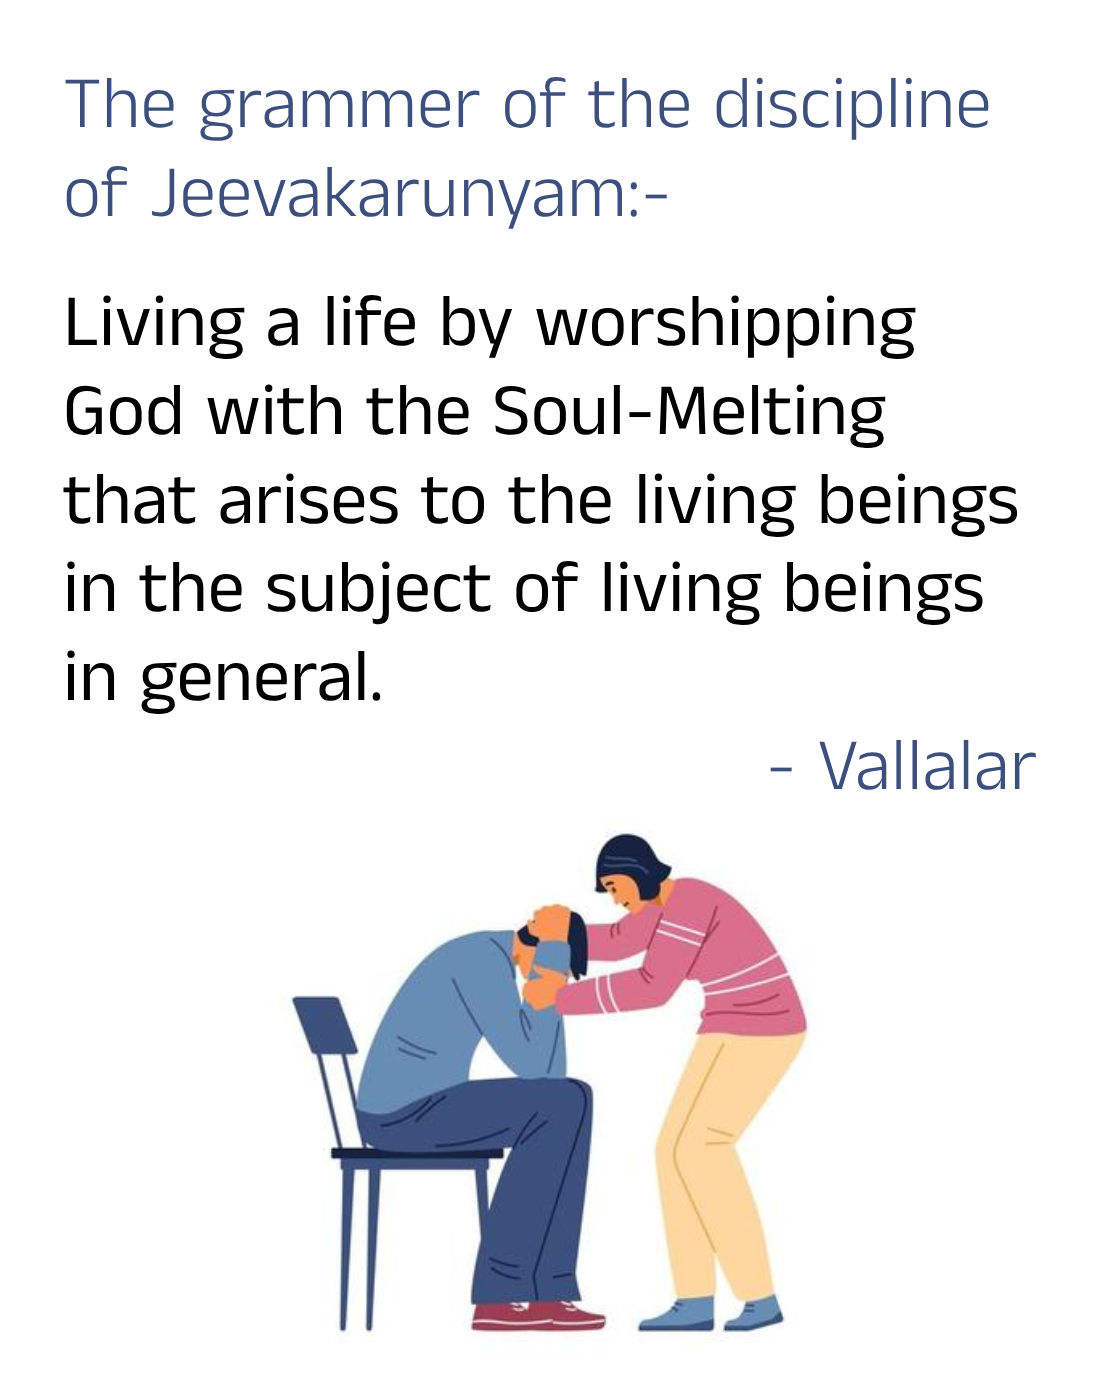 The grammer of the discipline
of Jeevakarunyam:-
Living a life by worshipping
God with the Soul-Melting
that arises to the living beings
in the subject of living beings
in general.
- Vallalar